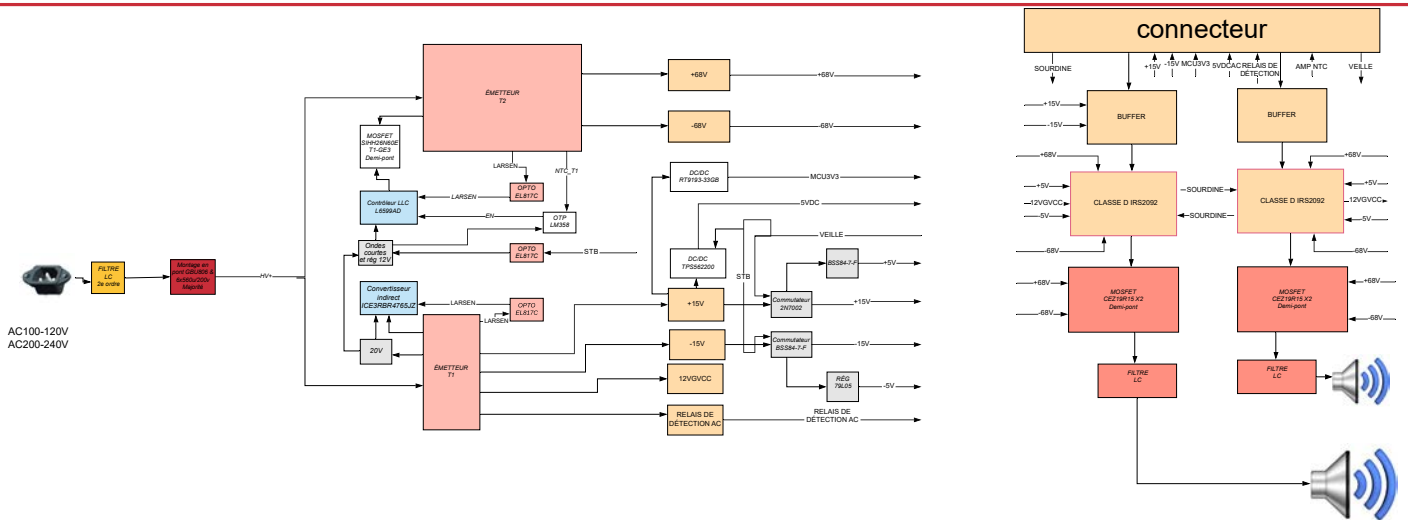 connecteur
SOURDINE
+15V
-15V
MCU3V3
5VDC
AC RELAIS DE
DÉTECTION
AMP NTC
VEILLE
ÉMETTEUR
T2
+68V
+68V
-68V
-68V
MOSFET
SIHH26N60E
T1-GE3
Demi-pont
LARSEN
NTC_T1
LARSEN
OPTO
EL817C
Contrôleur LLC
L6599AD
EN
OTP
LM358
Ondes
courtes
et rég 12V
OPTO
EL817C
STB
DC/DC
RT9193-33GB
MCU3V3
5VDC
VEILLE
DC/DC
TPS562200
STB
BSS84-7-F
+5V
FILTRE
LC
2e ordre
Montage en
pont GBU806 &
6x560u/200v
Majorité
HV+
AC100-120V
AC200-240V
Convertisseur
indirect
ICE3RBR4765JZ
LARSEN
LARSEN
OPTO
EL817C
20V
ÉMETTEUR
T1
+15V
Commutateur
2N7002
+15V
-15V
Commutateur
BSS84-7-F
-15V
12VGVCC
RÉG
79L05
-5V
RELAIS DE
DÉTECTION AC
RELAIS DE
DÉTECTION AC
+15V
-15V
BUFFER
BUFFER
+68V
+68V
+5V
12VGVCC
-5V
CLASSE D IRS2092
SOURDINE
SOURDINE
CLASSE D IRS2092
+5V
12VGVCC
-5V
-68V
-68V
+68V
-68V
MOSFET
CEZ19R15 X2
Demi-pont
MOSFET
CEZ19R15 X2
Demi-pont
+68V
-68V
FILTRE
LC
FILTRE
LC